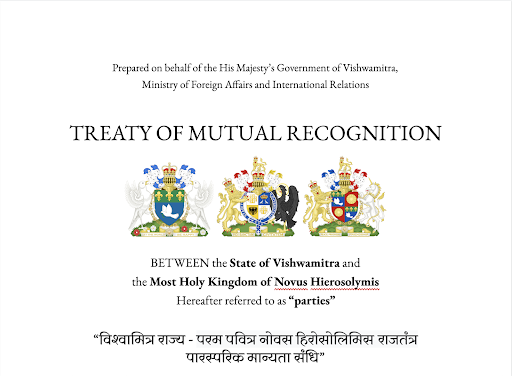 Prepared on behalf of the His Majesty’s Government of Vishwamitra,
Ministry of Foreign Affairs and International Relations
TREATY OF MUTUAL RECOGNITION
BETWEEN the State of Vishwamitra and
the Most Holy Kingdom of Novus Hierosolymis
Hereafter referred to as “parties”
“विश्वामित्र राज्य - परम पवित्र नोवस हिरोसोलिमिस राजतंत्र
पारस्परिक मान्यता संधि”